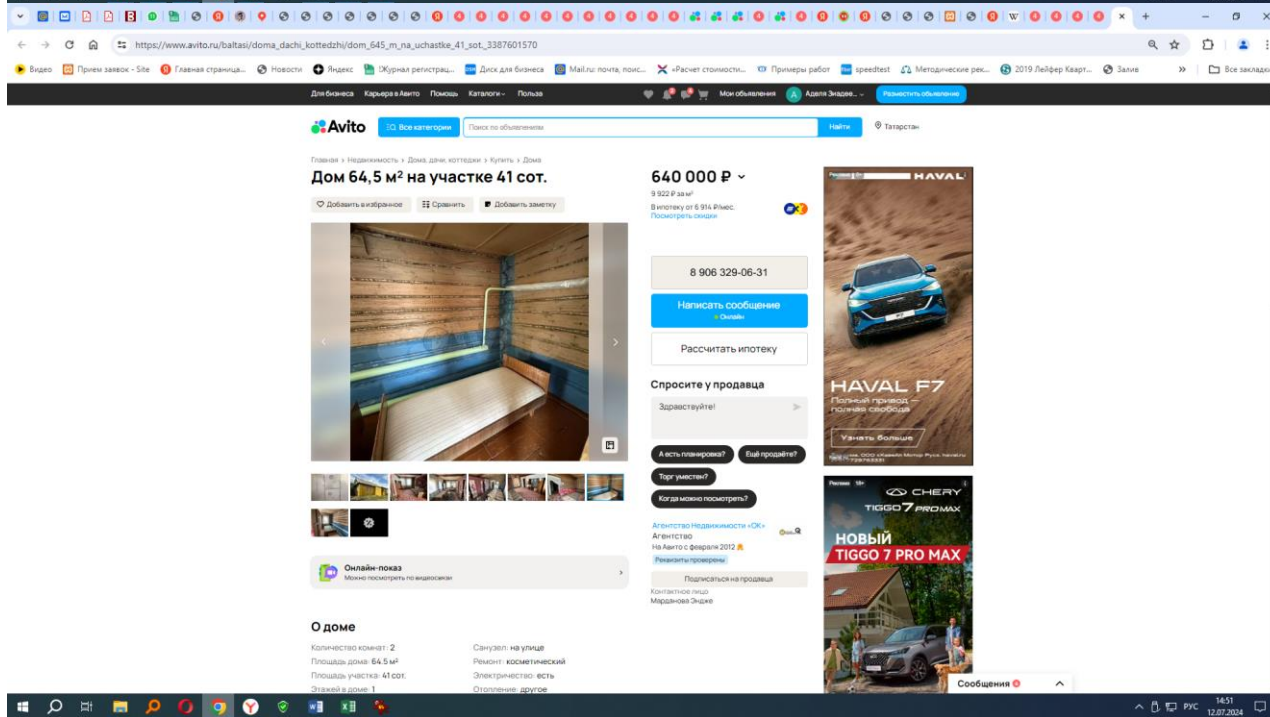 https://www.avito.ru/baltasi/doma_dachi_kottedzhi/dom_645_m_na_uchastke_41_sot._3387601570
Видео
Прием заявок - Site
Главная страница...
Новости
Яндекс
!Журнал регистрац...
Диск для бизнеса
Mail.ru: почта, поис...
«Расчет стоимости...
Примеры работ
speedtest
Методические рек...
2019 Лейфер Кварт...
Залив
»
Все закладки
Для бизнеса Карьера в Авито Помощь Каталоги Польза
Мои объявления
Разместить объявление
Avito
Все категории
Поиск по объявлениям
Найти
Татарстан
Главная › Недвижимость › Дома, дачи, коттеджи › Купить › Дома
Дом 64,5 м² на участке 41 сот.
Добавить в избранное
Сравнить
Добавить заметку
640 000 ₽
9 922 ₽ за м²
В ипотеку от 6 914 ₽/мес.
Посмотреть скидки
8 906 329-06-31
Написать сообщение
Онлайн
Рассчитать ипотеку
Спросите у продавца
Здравствуйте!
А есть планировка?
Ещё продаёте?
Торг уместен?
Когда можно посмотреть?
Агентство Недвижимости «ОК»
Агентство
На Авито с февраля 2012
Реквизиты проверены
Подписаться на продавца
Контактное лицо
Марданова Эндже
Онлайн-показ
Можно посмотреть по видеосвязи
О доме
Количество комнат: 2
Площадь дома: 64.5 м²
Площадь участка: 41 сот.
Этажей в доме: 1
Санузел: на улице
Ремонт: косметический
Электричество: есть
Отопление: другое
HAVAL
HAVAL F7
Полный привод —
полная свобода
Узнать больше
Реклама 18+
CHERY
TIGGO 7 PRO MAX
НОВЫЙ
TIGGO 7 PRO MAX
Сообщения 4
РУС
14:51
12.07.2024